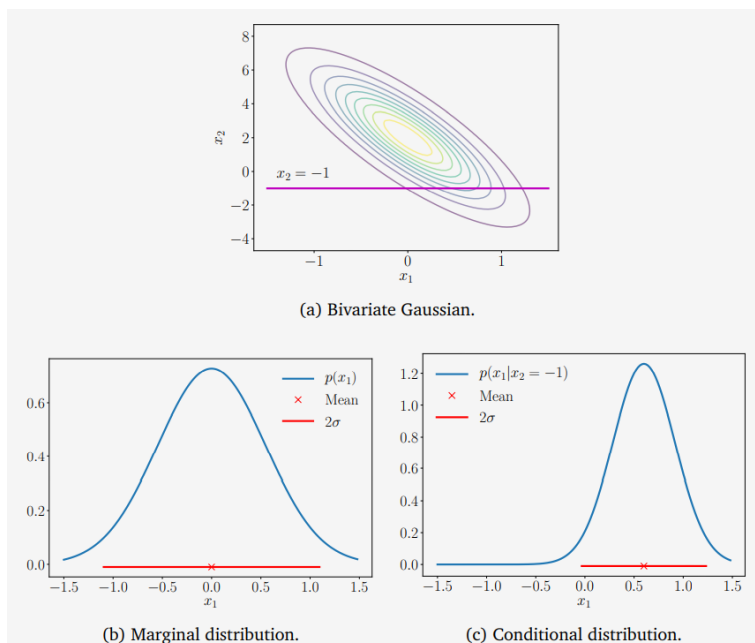 8
6
4
2
0
−2
−4
x₂
x₂ = −1
−1
0
1
x₁
(a) Bivariate Gaussian.
0.6
0.4
0.2
0.0
p(x₁)
Mean
2σ
−1.5 −1.0 −0.5 0.0 0.5 1.0 1.5
x₁
(b) Marginal distribution.
1.2
1.0
0.8
0.6
0.4
0.2
0.0
p(x₁|x₂ = −1)
Mean
2σ
−1.5 −1.0 −0.5 0.0 0.5 1.0 1.5
x₁
(c) Conditional distribution.